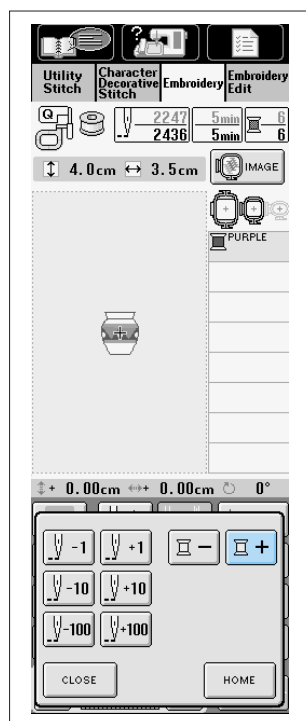 Utility Stitch
Character Decorative Stitch
Embroidery
Embroidery Edit
Q
2247 5min 6
2436 5min 6
4.0cm 3.5cm IMAGE
PURPLE
+ 0.00cm + 0.00cm 0°
-1 +1 - +
-10 +10
-100 +100
CLOSE HOME